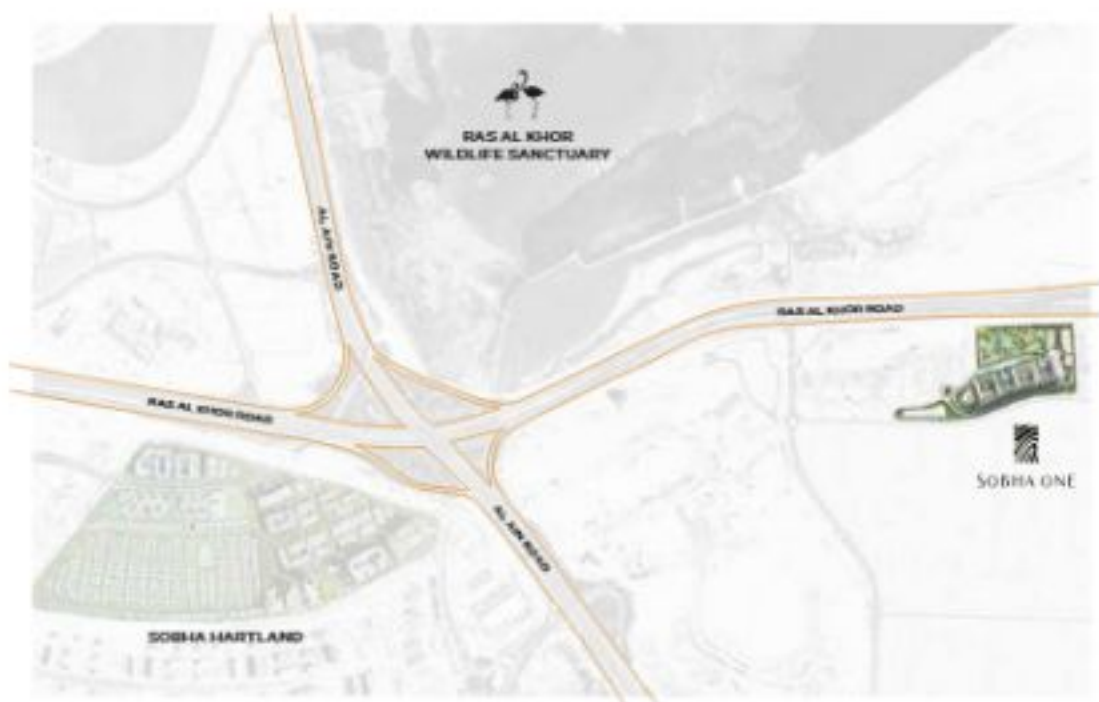 RAS AL KHOR
WILDLIFE SANCTUARY
AL AIN ROAD
RAS AL KHOR ROAD
RAS AL KHOR ROAD
SOBHA ONE
AL AIN ROAD
SOBHA HARTLAND